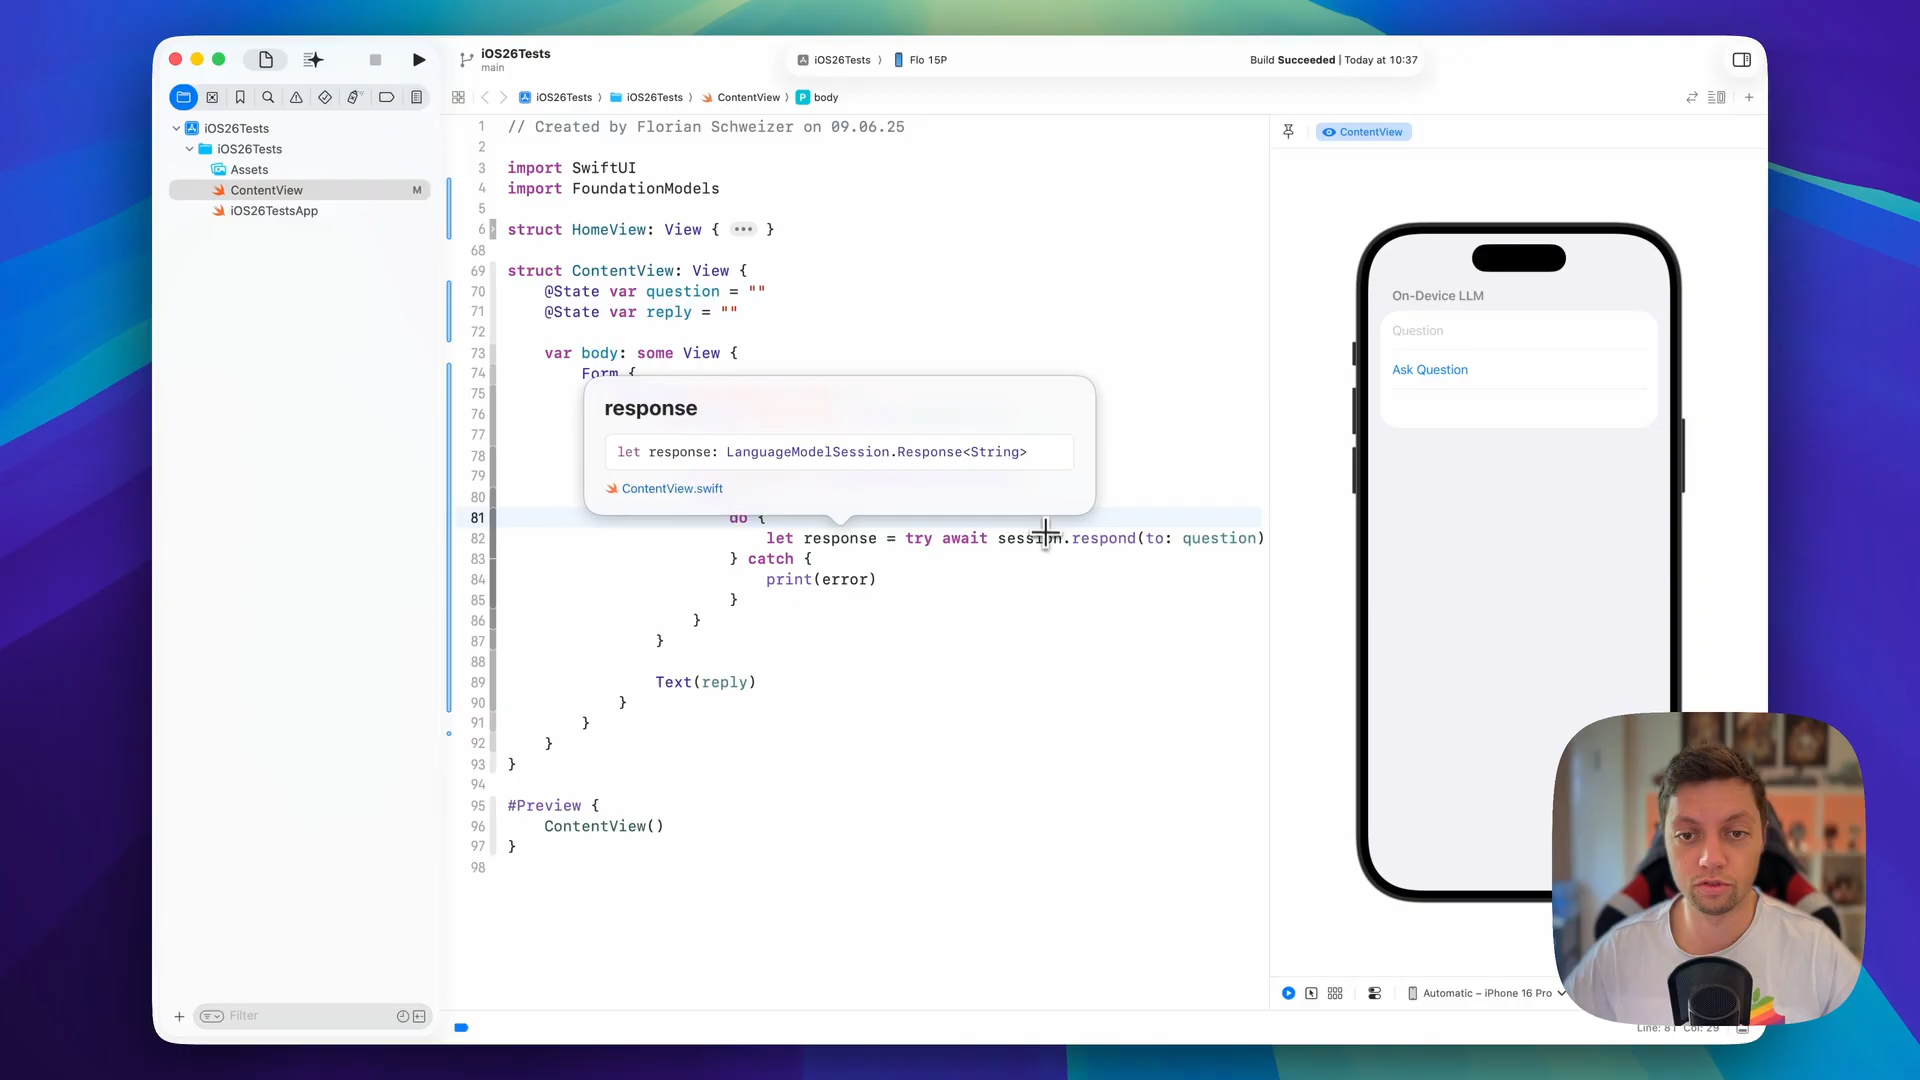 iOS26Tests
main
iOS26Tests
Flo 15P
Build Succeeded | Today at 10:37
iOS26Tests
iOS26Tests
ContentView
body
iOS26Tests
iOS26Tests
Assets
ContentView
M
iOS26TestsApp
Filter
1 // Created by Florian Schweizer on 09.06.25
2
3 import SwiftUI
4 import FoundationModels
5
6 struct HomeView: View { ••• }
68
69 struct ContentView: View {
70 @State var question = ""
71 @State var reply = ""
72
73 var body: some View {
74 Form {
75
76
77
78
79
80
81 do {
82 let response = try await session.respond(to: question)
83 } catch {
84 print(error)
85 }
86 }
87 }
88
89 Text(reply)
90 }
91 }
92 }
93 }
94
95 #Preview {
96 ContentView()
97 }
98
response
let response: LanguageModelSession.Response<String>
ContentView.swift
ContentView
On-Device LLM
Question
Ask Question
Automatic – iPhone 16 Pro
Line: 81 Col: 29